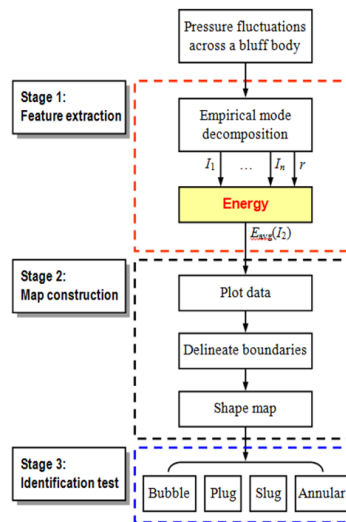 Pressure fluctuations
across a bluff body
Stage 1:
Feature extraction
Empirical mode
decomposition
I1 ... In r
Energy
Eavg(I2)
Stage 2:
Map construction
Plot data
Delineate boundaries
Shape map
Stage 3:
Identification test
Bubble Plug Slug Annular